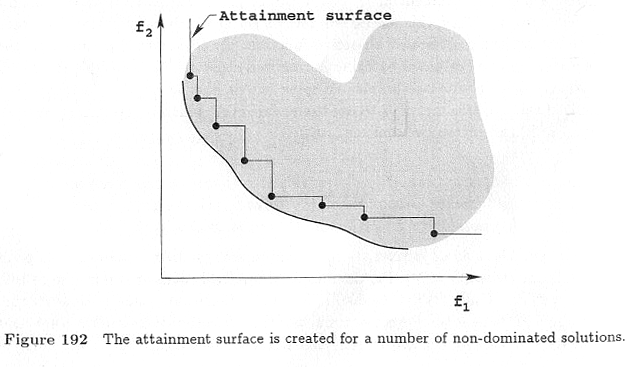 Attainment surface
f2
f1
Figure 192 The attainment surface is created for a number of non-dominated solutions.